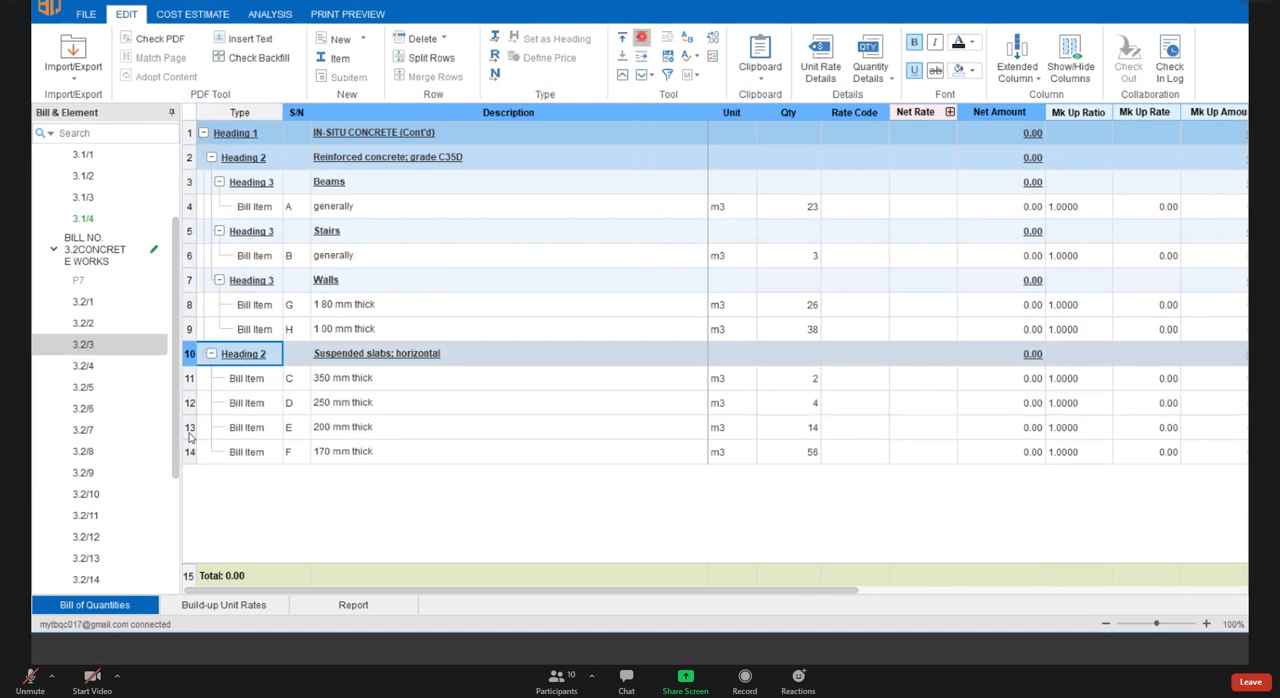 FILE EDIT COST ESTIMATE ANALYSIS PRINT PREVIEW
Import/Export
Import/Export
Check PDF
Match Page
Adopt Content
Insert Text
Check Backfill
PDF Tool
New
Item
Subitem
New
Delete
Split Rows
Merge Rows
Row
Set as Heading
Define Price
Type
Tool
Clipboard
Clipboard
Unit Rate Details
Quantity Details
Details
B I A
U ab
Font
Extended Column
Show/Hide Columns
Column
Check Out
Check In Log
Collaboration
Bill & Element
Search
3.1/1
3.1/2
3.1/3
3.1/4
BILL NO.
3.2CONCRET
E WORKS
P7
3.2/1
3.2/2
3.2/3
3.2/4
3.2/5
3.2/6
3.2/7
3.2/8
3.2/9
3.2/10
3.2/11
3.2/12
3.2/13
3.2/14
Type S/N Description Unit Qty Rate Code Net Rate Net Amount Mk Up Ratio Mk Up Rate Mk Up Amou
1 Heading 1 IN-SITU CONCRETE (Cont'd) 0.00
2 Heading 2 Reinforced concrete; grade C35D 0.00
3 Heading 3 Beams 0.00
4 Bill Item A generally m3 23 0.00 1.0000 0.00
5 Heading 3 Stairs 0.00
6 Bill Item B generally m3 3 0.00 1.0000 0.00
7 Heading 3 Walls 0.00
8 Bill Item G 1 80 mm thick m3 26 0.00 1.0000 0.00
9 Bill Item H 1 00 mm thick m3 38 0.00 1.0000 0.00
10 Heading 2 Suspended slabs; horizontal 0.00
11 Bill Item C 350 mm thick m3 2 0.00 1.0000 0.00
12 Bill Item D 250 mm thick m3 4 0.00 1.0000 0.00
13 Bill Item E 200 mm thick m3 14 0.00 1.0000 0.00
14 Bill Item F 170 mm thick m3 56 0.00 1.0000 0.00
15 Total: 0.00
Bill of Quantities Build-up Unit Rates Report
mytbqc017@gmail.com connected 100%
Unmute Start Video Participants 10 Chat Share Screen Record Reactions Leave